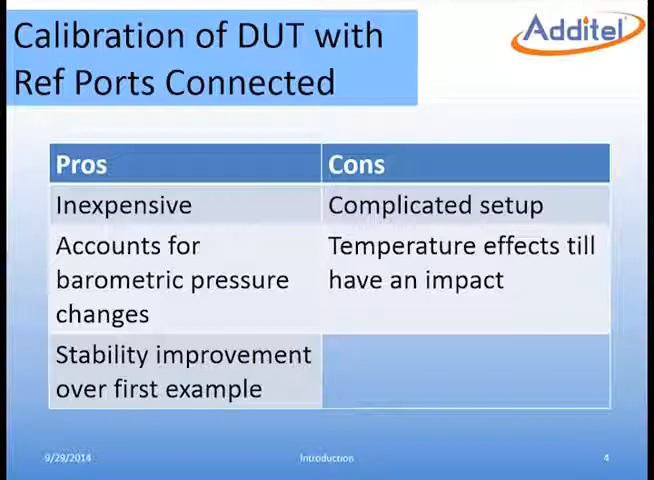 Calibration of DUT with
Ref Ports Connected
Additel
Pros
Cons
Inexpensive
Complicated setup
Accounts for
barometric pressure
changes
Temperature effects till
have an impact
Stability improvement
over first example
9/29/2014
Introduction
4